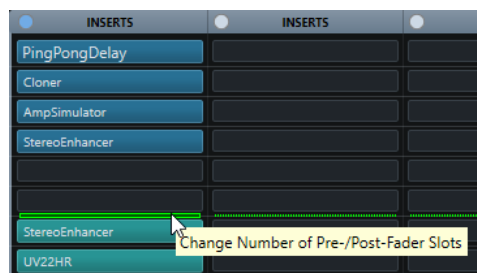 INSERTS INSERTS
PingPongDelay
Cloner
AmpSimulator
StereoEnhancer
StereoEnhancer
Change Number of Pre-/Post-Fader Slots
UV22HR